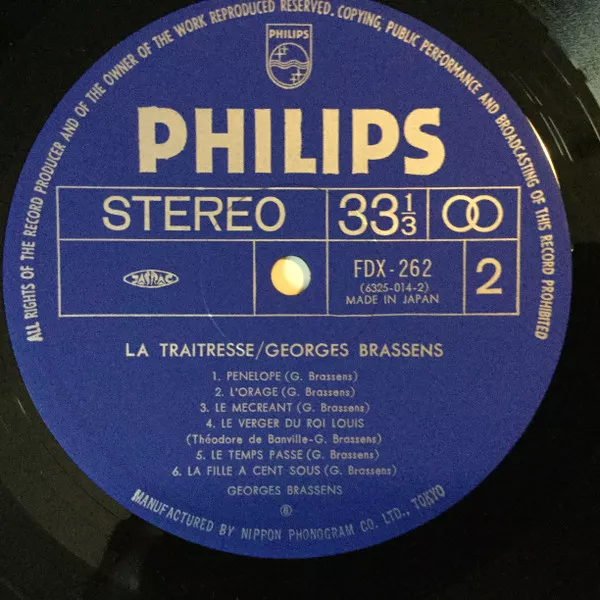 ALL RIGHTS OF THE RECORD PRODUCER AND OF THE OWNER OF THE WORK REPRODUCED RESERVED. COPYING, PUBLIC PERFORMANCE AND BROADCASTING OF THIS RECORD PROHIBITED
PHILIPS
PHILIPS
STEREO 33 1/3
JASRAC FDX-262 2
(6325-014-2)
MADE IN JAPAN
LA TRAITRESSE/GEORGES BRASSENS
1. PENELOPE (G. Brassens)
2. L'ORAGE (G. Brassens)
3. LE MECREANT (G. Brassens)
4. LE VERGER DU ROI LOUIS
(Théodore de Banville-G. Brassens)
5. LE TEMPS PASSE (G. Brassens)
6. LA FILLE A CENT SOUS (G. Brassens)
GEORGES BRASSENS
MANUFACTURED BY NIPPON PHONOGRAM CO. LTD., TOKYO